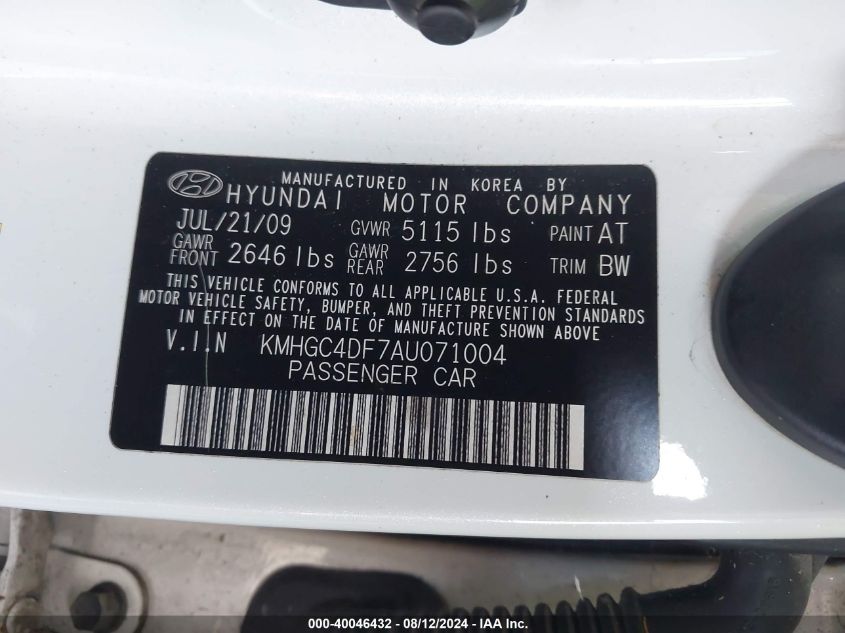 MANUFACTURED IN KOREA BY
HYUNDAI MOTOR COMPANY
JUL/21/09 GVWR 5115 lbs PAINT AT
GAWR FRONT 2646 lbs GAWR REAR 2756 lbs TRIM BW
THIS VEHICLE CONFORMS TO ALL APPLICABLE U.S.A. FEDERAL
MOTOR VEHICLE SAFETY, BUMPER, AND THEFT PREVENTION STANDARDS
IN EFFECT ON THE DATE OF MANUFACTURE SHOWN ABOVE
V.I.N KMHGC4DF7AU071004
PASSENGER CAR
000-40046432 - 08/12/2024 - IAA Inc.